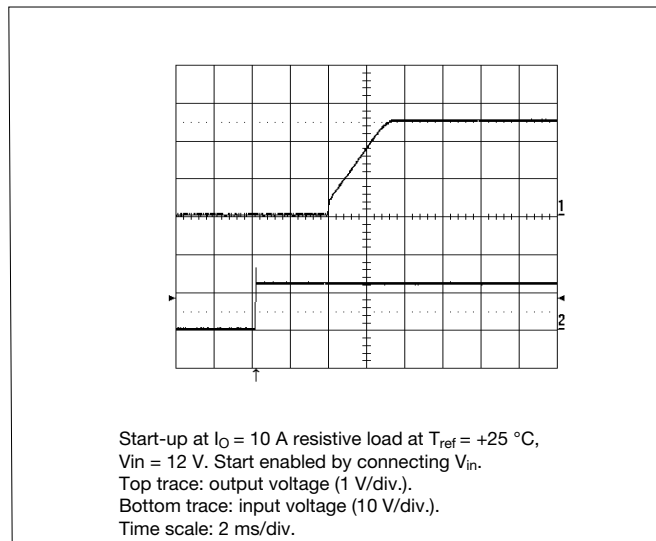 1
2
Start-up at IO = 10 A resistive load at Tref = +25 °C,
Vin = 12 V. Start enabled by connecting Vin.
Top trace: output voltage (1 V/div.).
Bottom trace: input voltage (10 V/div.).
Time scale: 2 ms/div.